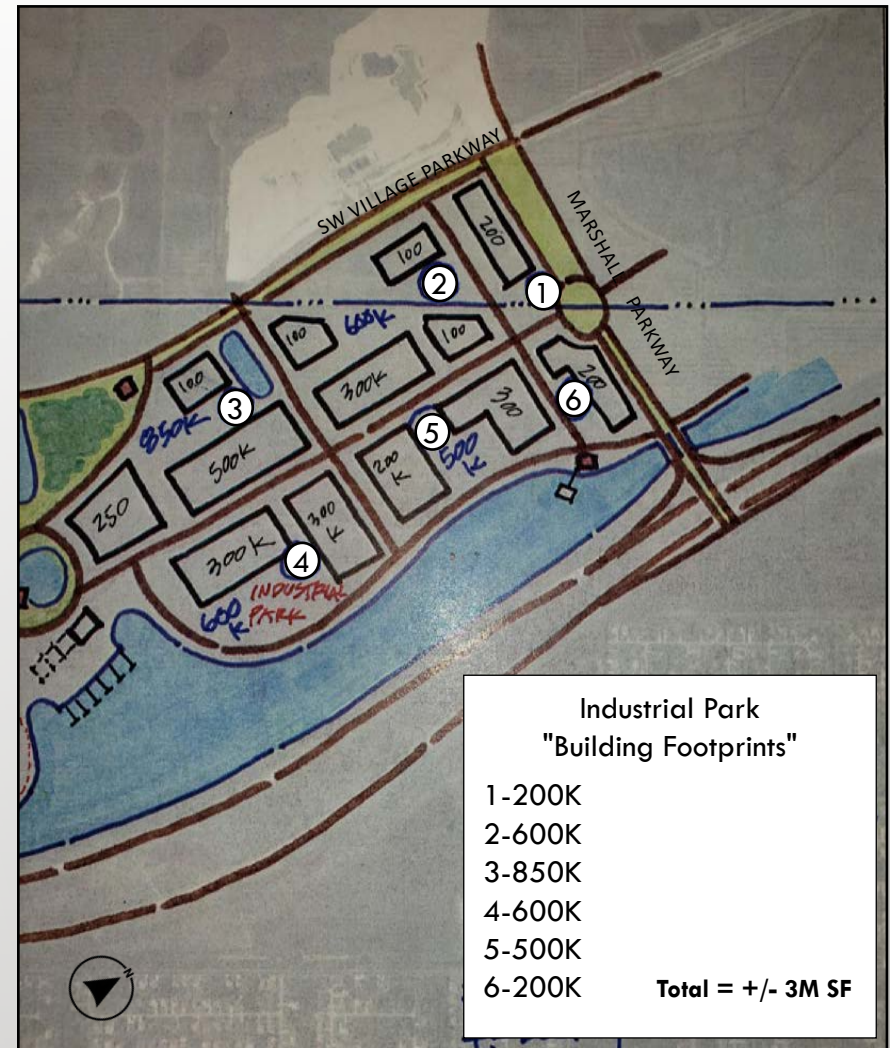 SW VILLAGE PARKWAY
MARSHALL PARKWAY
200
100
2
1
100
600K
100
200
100
300K
3
850K
6
300
5
500K
200
K
500
K
250
300
K
300K
4
INDUSTRIAL
PARK
600
K
N
Industrial Park
"Building Footprints"
1-200K
2-600K
3-850K
4-600K
5-500K
6-200K
Total = +/- 3M SF